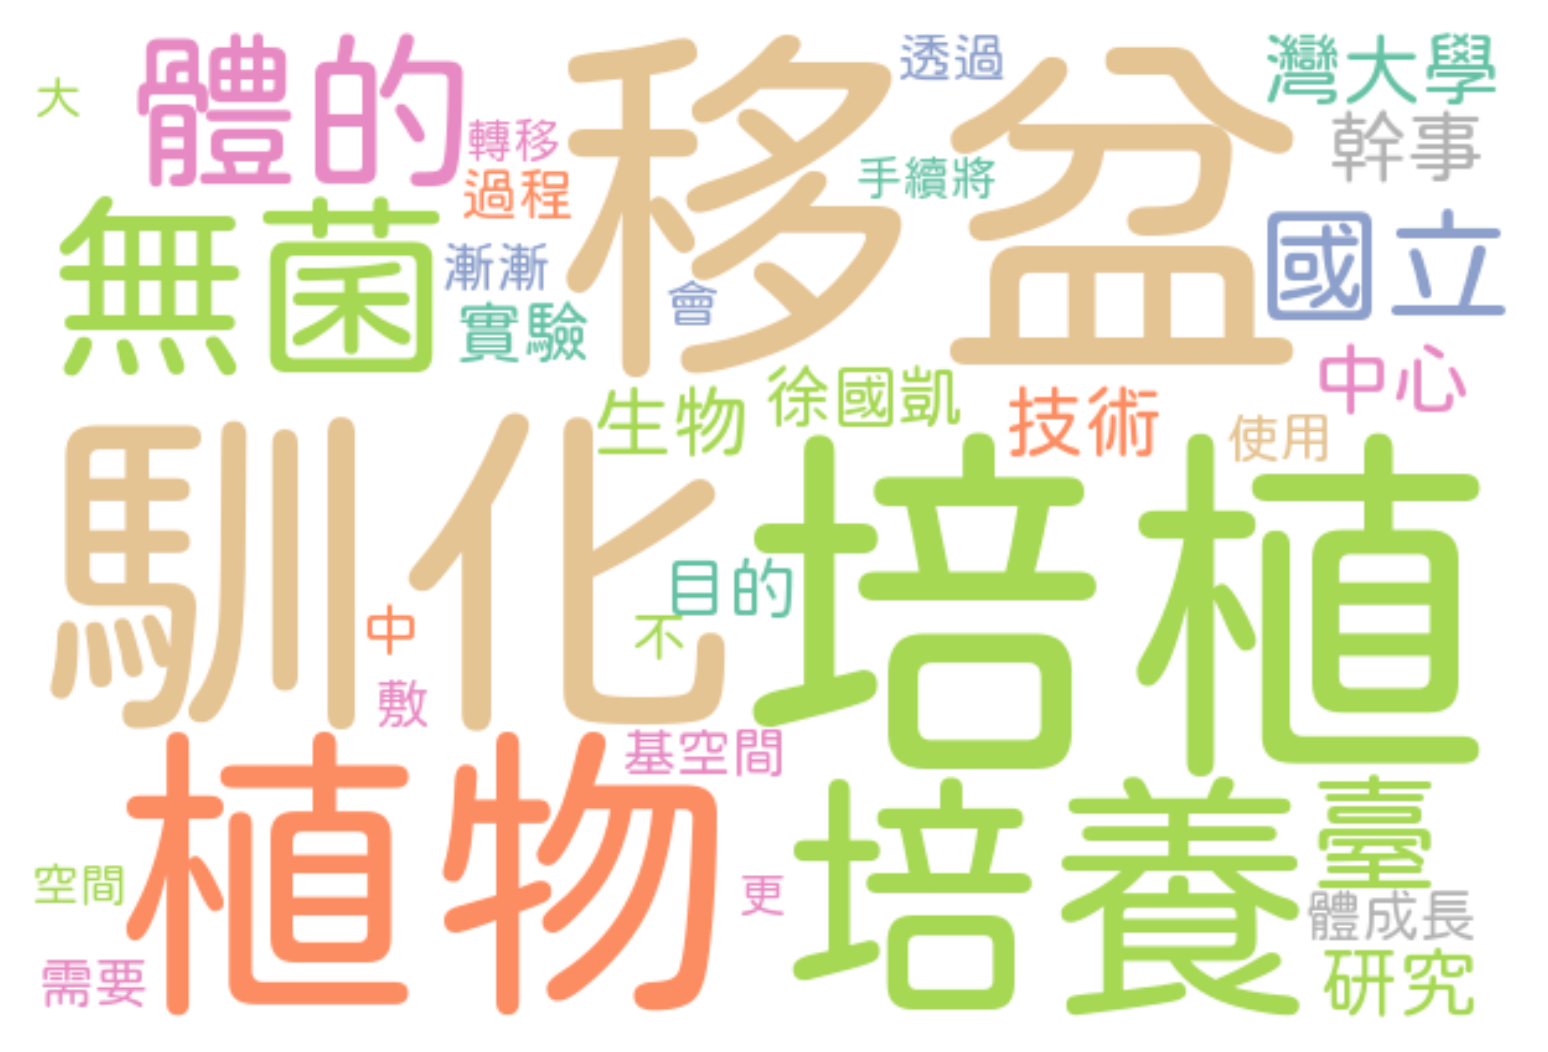 大
體的
移盆
透過
灣大學
轉移
幹事
過程
手續將
無菌
國立
漸漸
會
實驗
中心
徐國凱
生物
技術
使用
馴化
培植
目的
中
不
敷
植物
基空間
培養
臺
空間
更
體成長
需要
研究